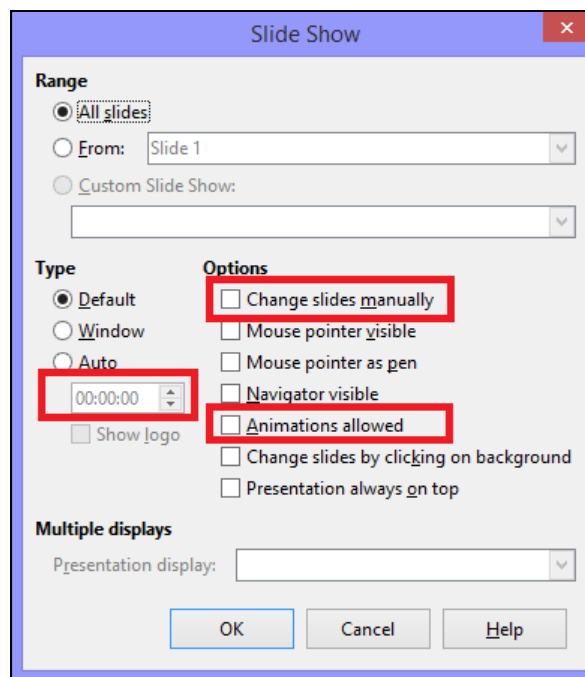 Slide Show
Range
All slides
From: Slide 1
Custom Slide Show:
Type
Default
Window
Auto
00:00:00
Show logo
Options
Change slides manually
Mouse pointer visible
Mouse pointer as pen
Navigator visible
Animations allowed
Change slides by clicking on background
Presentation always on top
Multiple displays
Presentation display:
OK Cancel Help